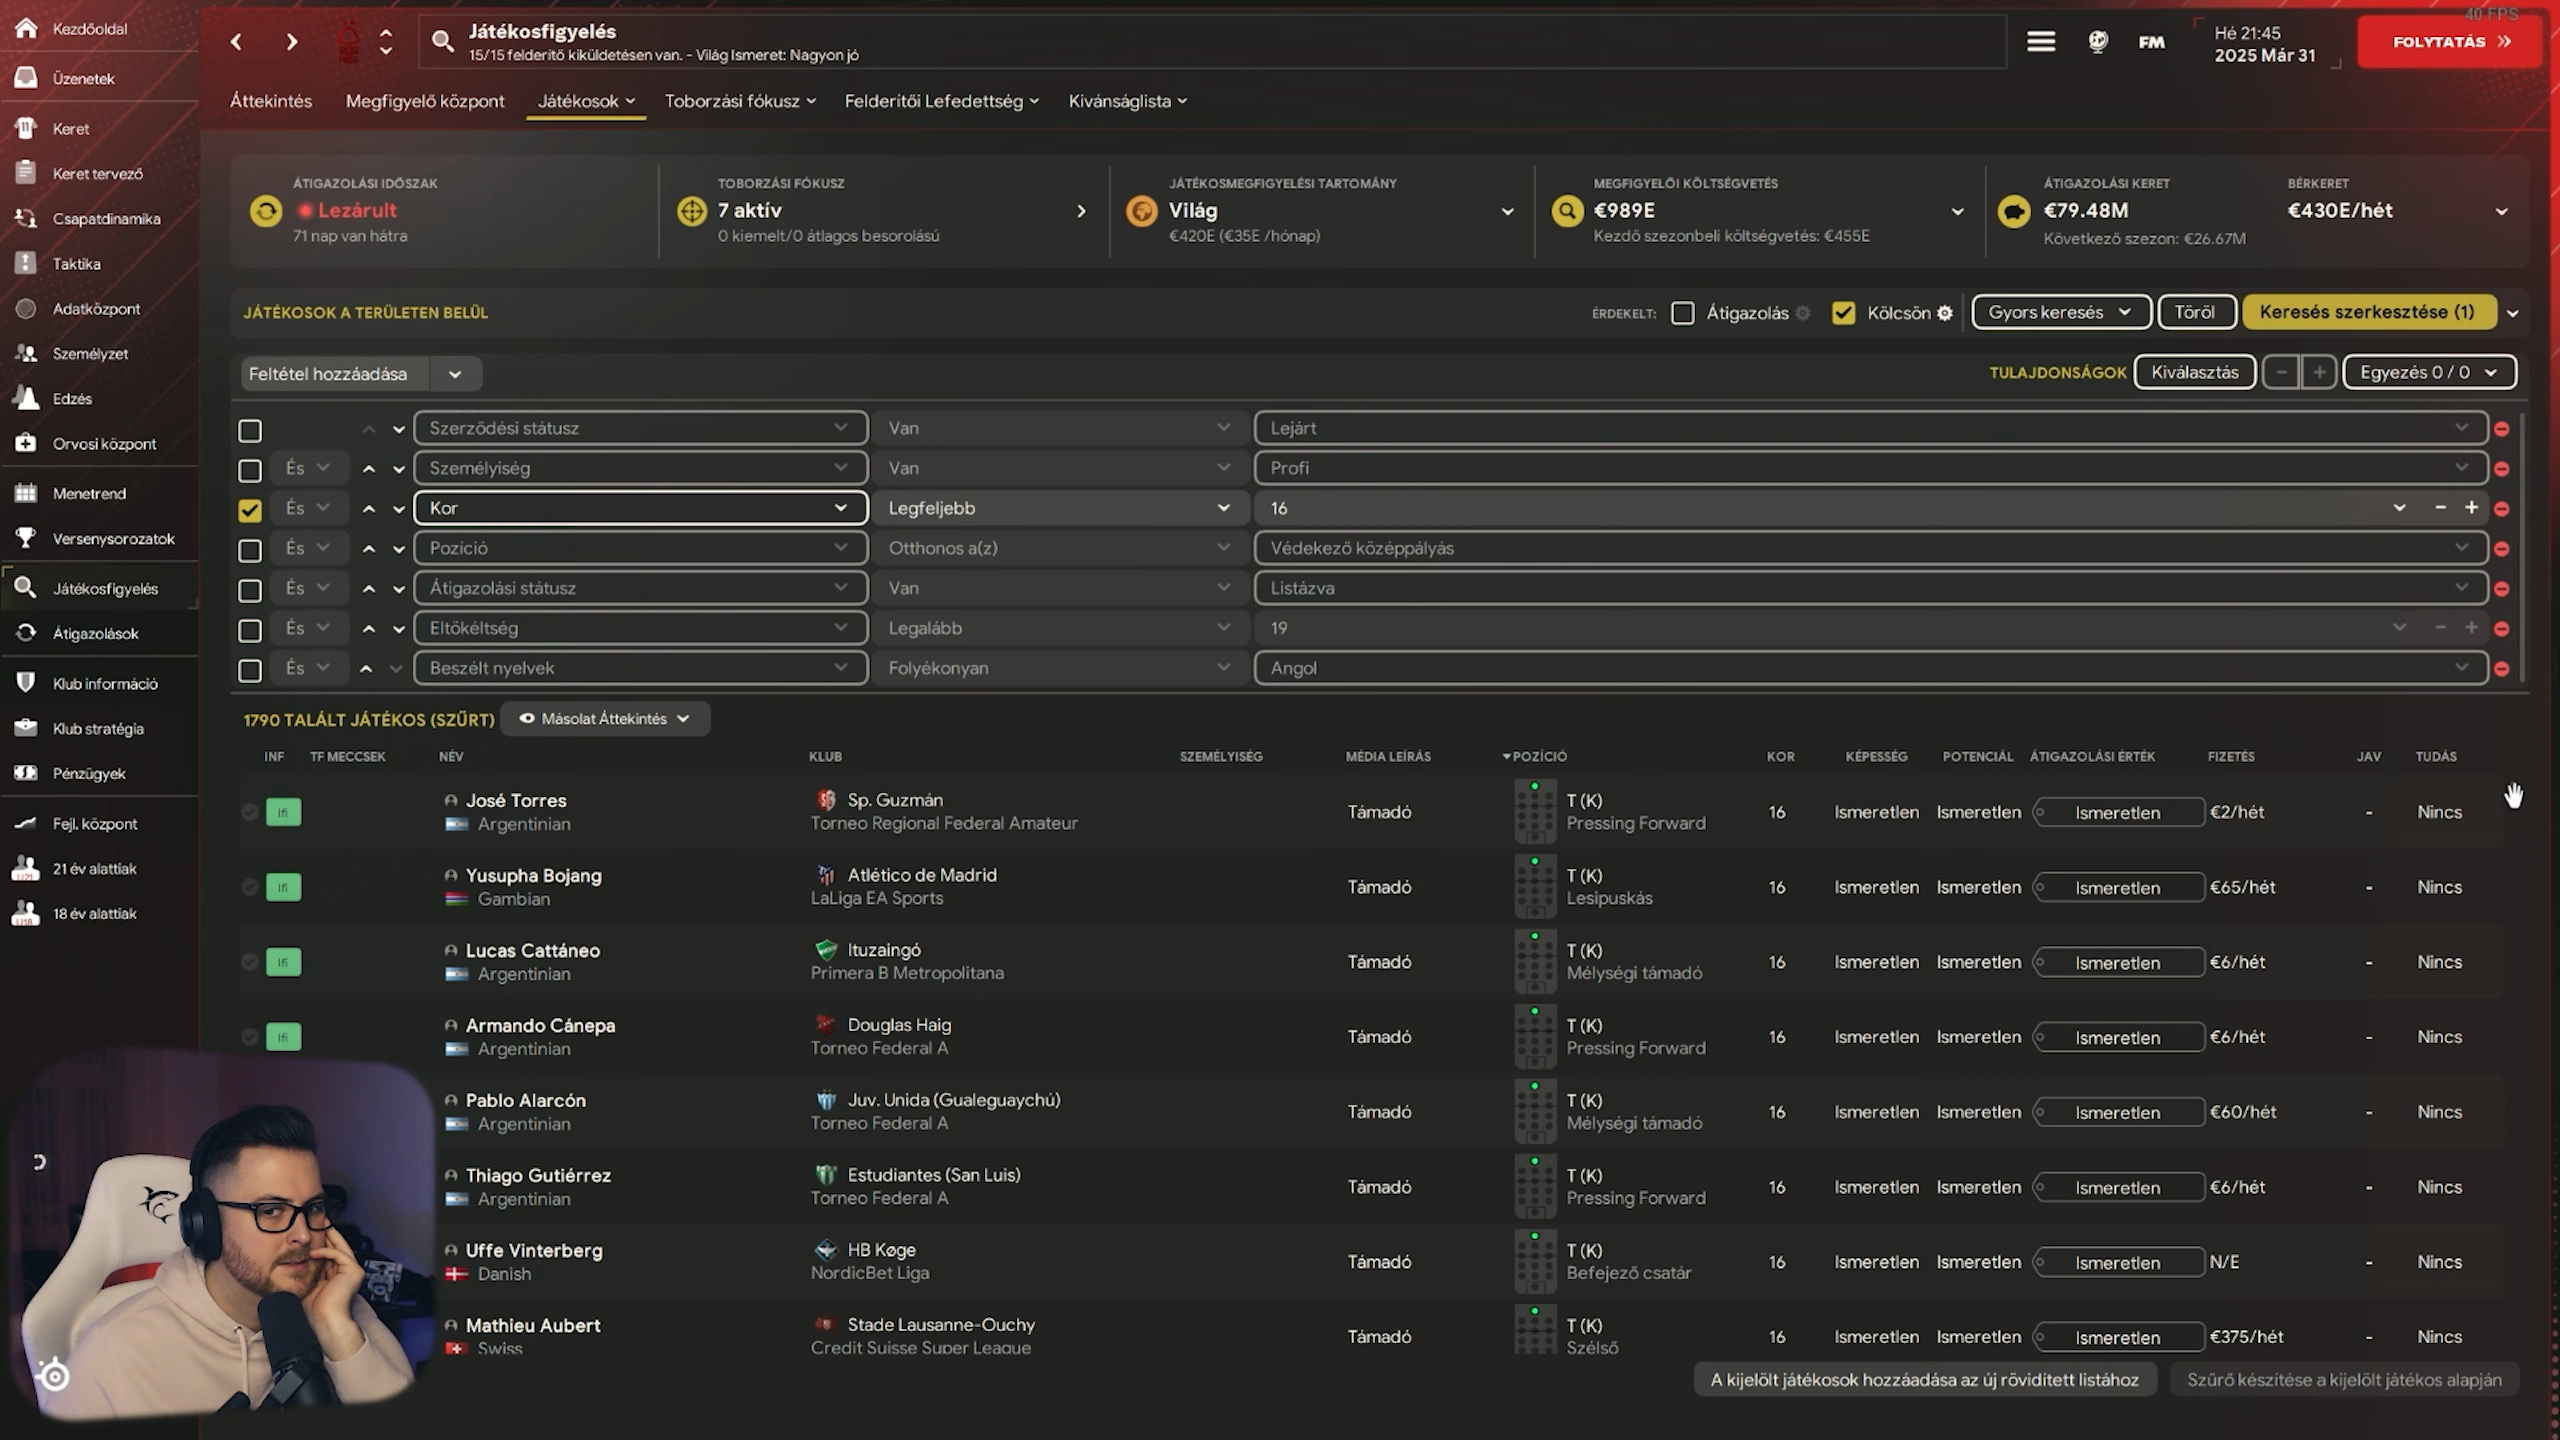 40 FPS
Kezdőoldal
Üzenetek
Keret
Keret tervező
Csapatdinamika
Taktika
Adatközpont
Személyzet
Edzés
Orvosi központ
Menetrend
Versenysorozatok
Játékosfigyelés
Átigazolások
Klub információ
Klub stratégia
Pénzügyek
Fejl. központ
21 év alattiak
18 év alattiak
Játékosfigyelés
15/15 felderítő kiküldetésen van. - Világ Ismeret: Nagyon jó
FM
Hé 21:45
2025 Már 31
FOLYTATÁS
Áttekintés Megfigyelő központ Játékosok Toborzási fókusz Felderítői Lefedettség Kívánságlista
ÁTIGAZOLÁSI IDŐSZAK
Lezárult
71 nap van hátra
TOBORZÁSI FÓKUSZ
7 aktív
0 kiemelt/0 átlagos besorolású
JÁTÉKOSMEGFIGYELÉSI TARTOMÁNY
Világ
€420E (€35E /hónap)
MEGFIGYELŐI KÖLTSÉGVETÉS
€989E
Kezdő szezonbeli költségvetés: €455E
ÁTIGAZOLÁSI KERET
€79.48M
Következő szezon: €26.67M
BÉRKERET
€430E/hét
JÁTÉKOSOK A TERÜLETEN BELÜL
ÉRDEKELT: Átigazolás Kölcsön Gyors keresés Töröl Keresés szerkesztése (1)
Feltétel hozzáadása
TULAJDONSÁGOK Kiválasztás - + Egyezés 0 / 0
Szerződési státusz Van Lejárt
És Személyiség Van Profi
És Kor Legfeljebb 16 - +
És Pozíció Otthonos a(z) Védekező középpályás
És Átigazolási státusz Van Listázva
És Eltökéltség Legalább 19 - +
És Beszélt nyelvek Folyékonyan Angol
1790 TALÁLT JÁTÉKOS (SZŰRT) Másolat Áttekintés
INF TF MECCSEK NÉV KLUB SZEMÉLYISÉG MÉDIA LEÍRÁS POZÍCIÓ KOR KÉPESSÉG POTENCIÁL ÁTIGAZOLÁSI ÉRTÉK FIZETÉS JAV TUDÁS
Ifi José Torres Sp. Guzmán Támadó T (K) 16 Ismeretlen Ismeretlen Ismeretlen €2/hét - Nincs
Argentinian Torneo Regional Federal Amateur Pressing Forward
Ifi Yusupha Bojang Atlético de Madrid Támadó T (K) 16 Ismeretlen Ismeretlen Ismeretlen €65/hét - Nincs
Gambian LaLiga EA Sports Lesipuskás
Ifi Lucas Cattáneo Ituzaingó Támadó T (K) 16 Ismeretlen Ismeretlen Ismeretlen €6/hét - Nincs
Argentinian Primera B Metropolitana Mélységi támadó
Ifi Armando Cánepa Douglas Haig Támadó T (K) 16 Ismeretlen Ismeretlen Ismeretlen €6/hét - Nincs
Argentinian Torneo Federal A Pressing Forward
Pablo Alarcón Juv. Unida (Gualeguaychú) Támadó T (K) 16 Ismeretlen Ismeretlen Ismeretlen €60/hét - Nincs
Argentinian Torneo Federal A Mélységi támadó
Thiago Gutiérrez Estudiantes (San Luis) Támadó T (K) 16 Ismeretlen Ismeretlen Ismeretlen €6/hét - Nincs
Argentinian Torneo Federal A Pressing Forward
Uffe Vinterberg HB Køge Támadó T (K) 16 Ismeretlen Ismeretlen Ismeretlen N/E - Nincs
Danish NordicBet Liga Befejező csatár
Mathieu Aubert Stade Lausanne-Ouchy Támadó T (K) 16 Ismeretlen Ismeretlen Ismeretlen €375/hét - Nincs
Swiss Credit Suisse Super League Szélső
A kijelölt játékosok hozzáadása az új rövidített listához Szűrő készítése a kijelölt játékos alapján